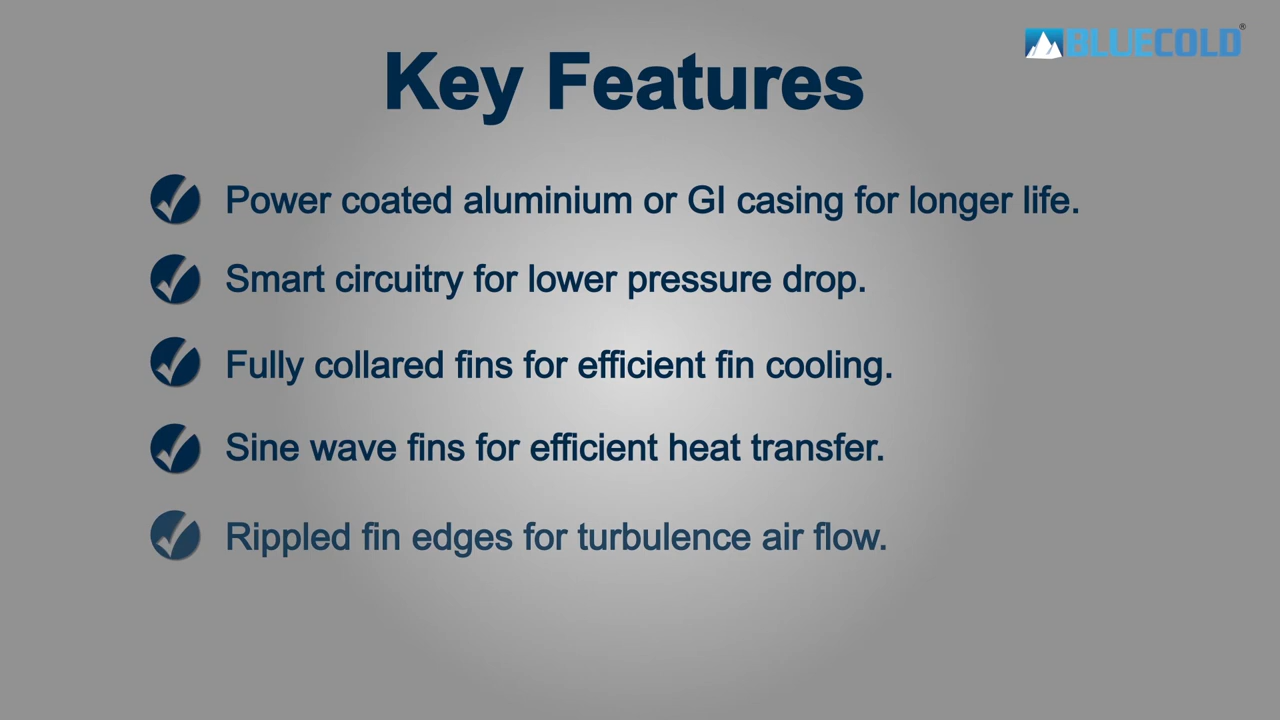 BLUECOLD®
Key Features
Power coated aluminium or GI casing for longer life.
Smart circuitry for lower pressure drop.
Fully collared fins for efficient fin cooling.
Sine wave fins for efficient heat transfer.
Rippled fin edges for turbulence air flow.